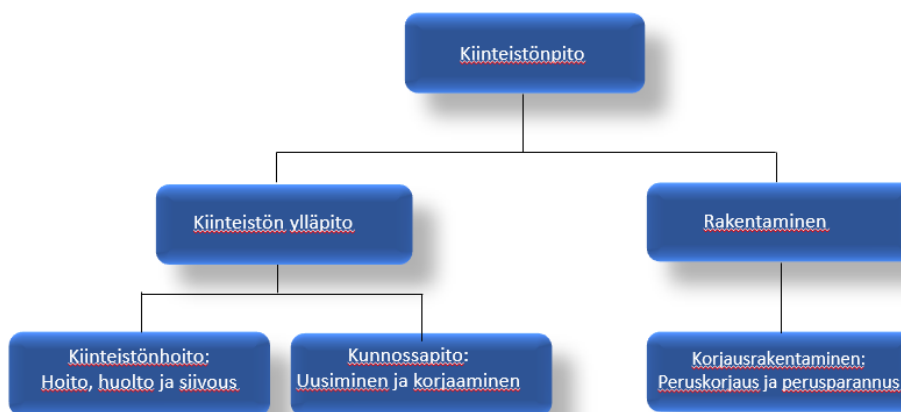 Kiinteistönpito
Kiinteistön ylläpito
Rakentaminen
Kiinteistönhoito:
Hoito, huolto ja siivous
Kunnossapito:
Uusiminen ja korjaaminen
Korjausrakentaminen:
Peruskorjaus ja perusparannus